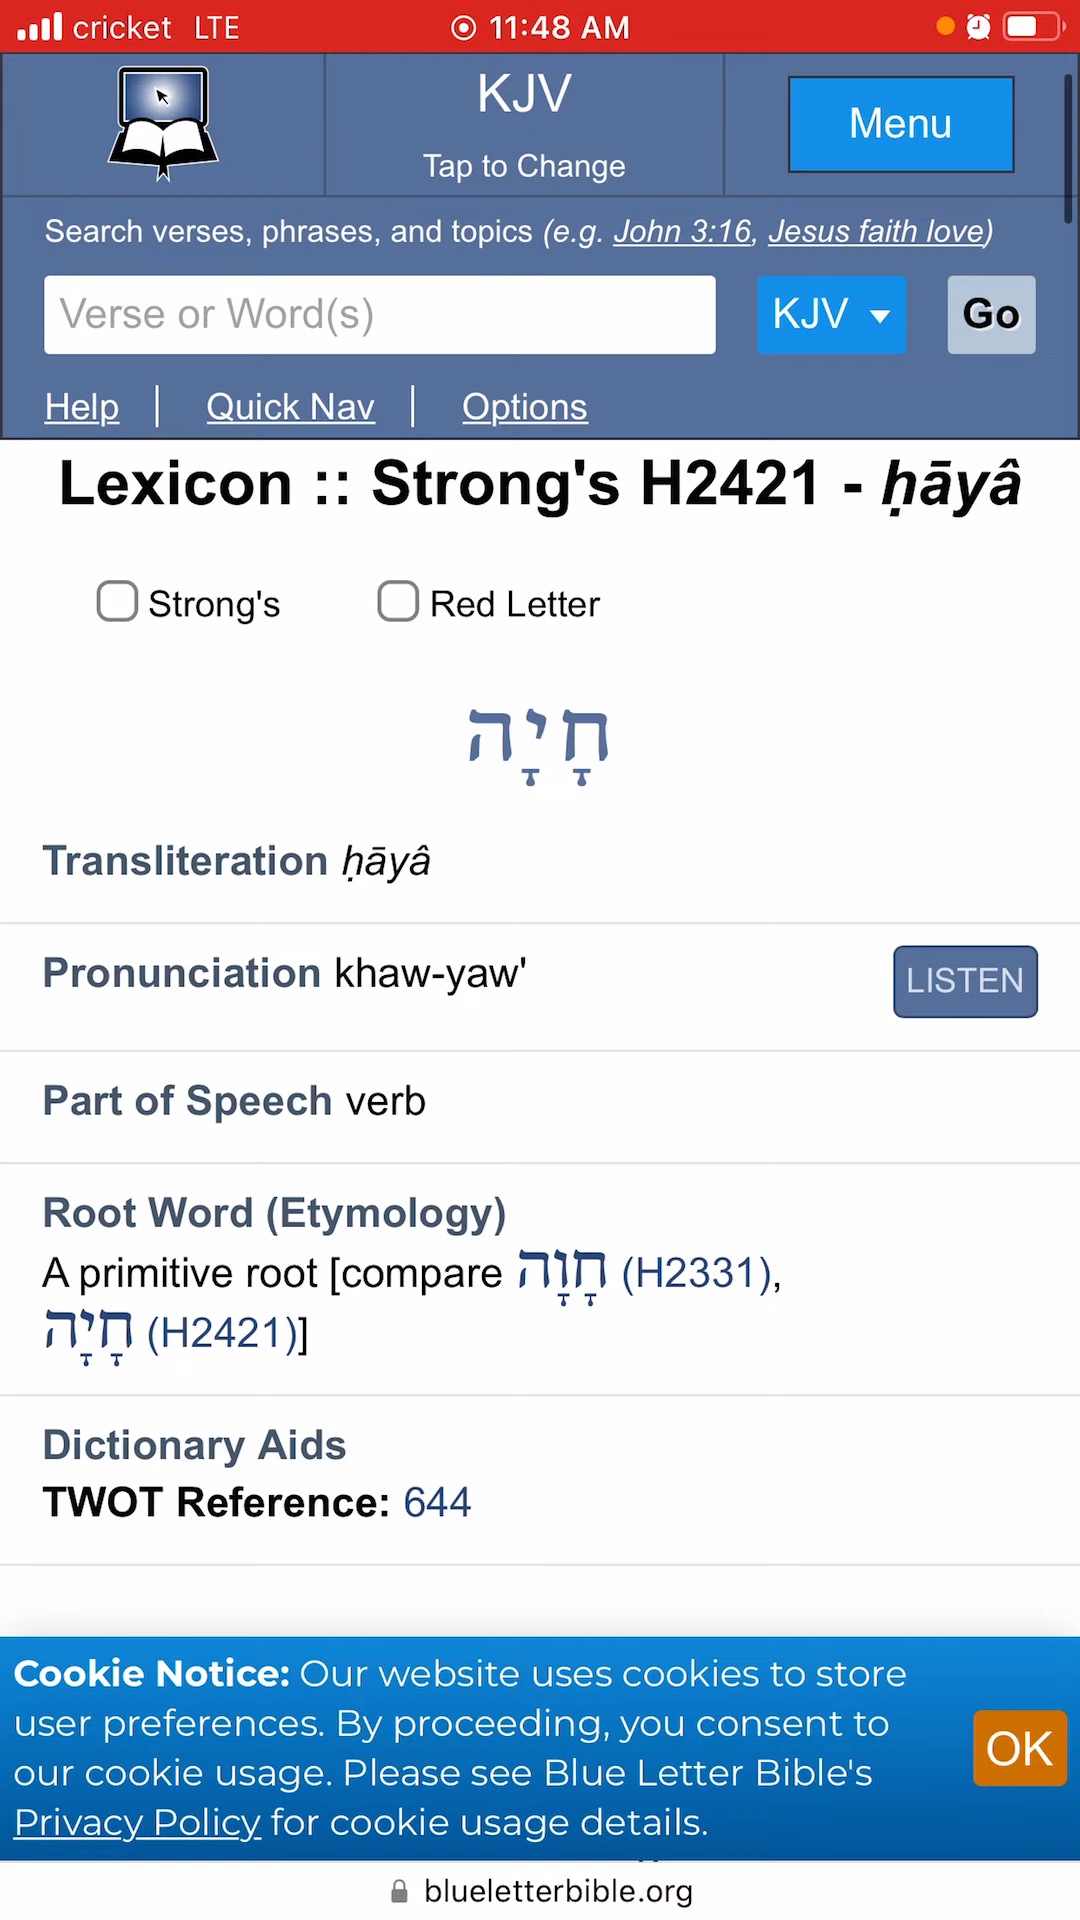 cricket LTE 11:48 AM
KJV
Tap to Change
Menu
Search verses, phrases, and topics (e.g. John 3:16, Jesus faith love)
Verse or Word(s)
KJV
Go
Help | Quick Nav | Options
Lexicon :: Strong's H2421 - ḥāyâ
Strong's Red Letter
חָיָה
Transliteration ḥāyâ
Pronunciation khaw-yaw'
LISTEN
Part of Speech verb
Root Word (Etymology)
A primitive root [compare חָוָה (H2331),
חָיָה (H2421)]
Dictionary Aids
TWOT Reference: 644
Cookie Notice: Our website uses cookies to store
user preferences. By proceeding, you consent to
our cookie usage. Please see Blue Letter Bible's
Privacy Policy for cookie usage details.
OK
blueletterbible.org